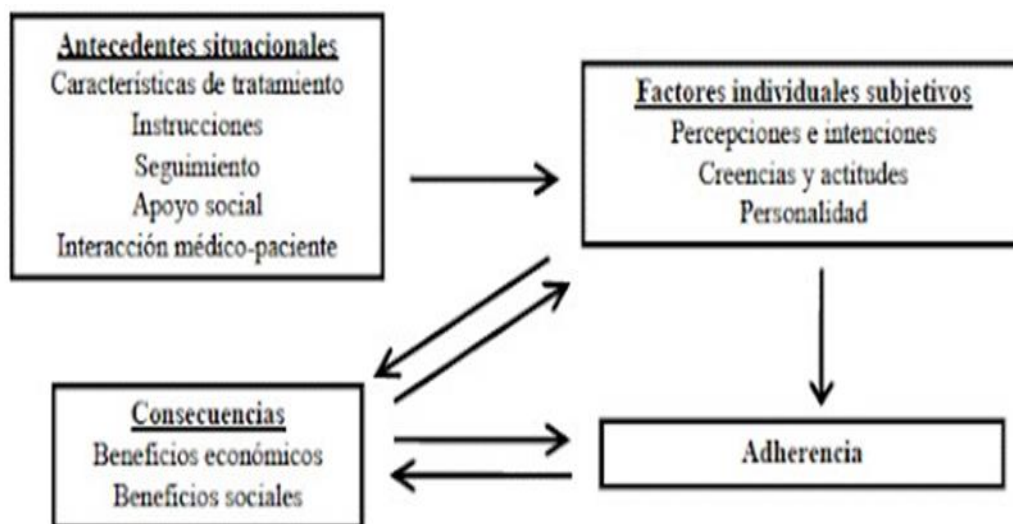 Antecedentes situacionales
Características de tratamiento
Instrucciones
Seguimiento
Apoyo social
Interacción médico-paciente
Factores individuales subjetivos
Percepciones e intenciones
Creencias y actitudes
Personalidad
Consecuencias
Beneficios económicos
Beneficios sociales
Adherencia